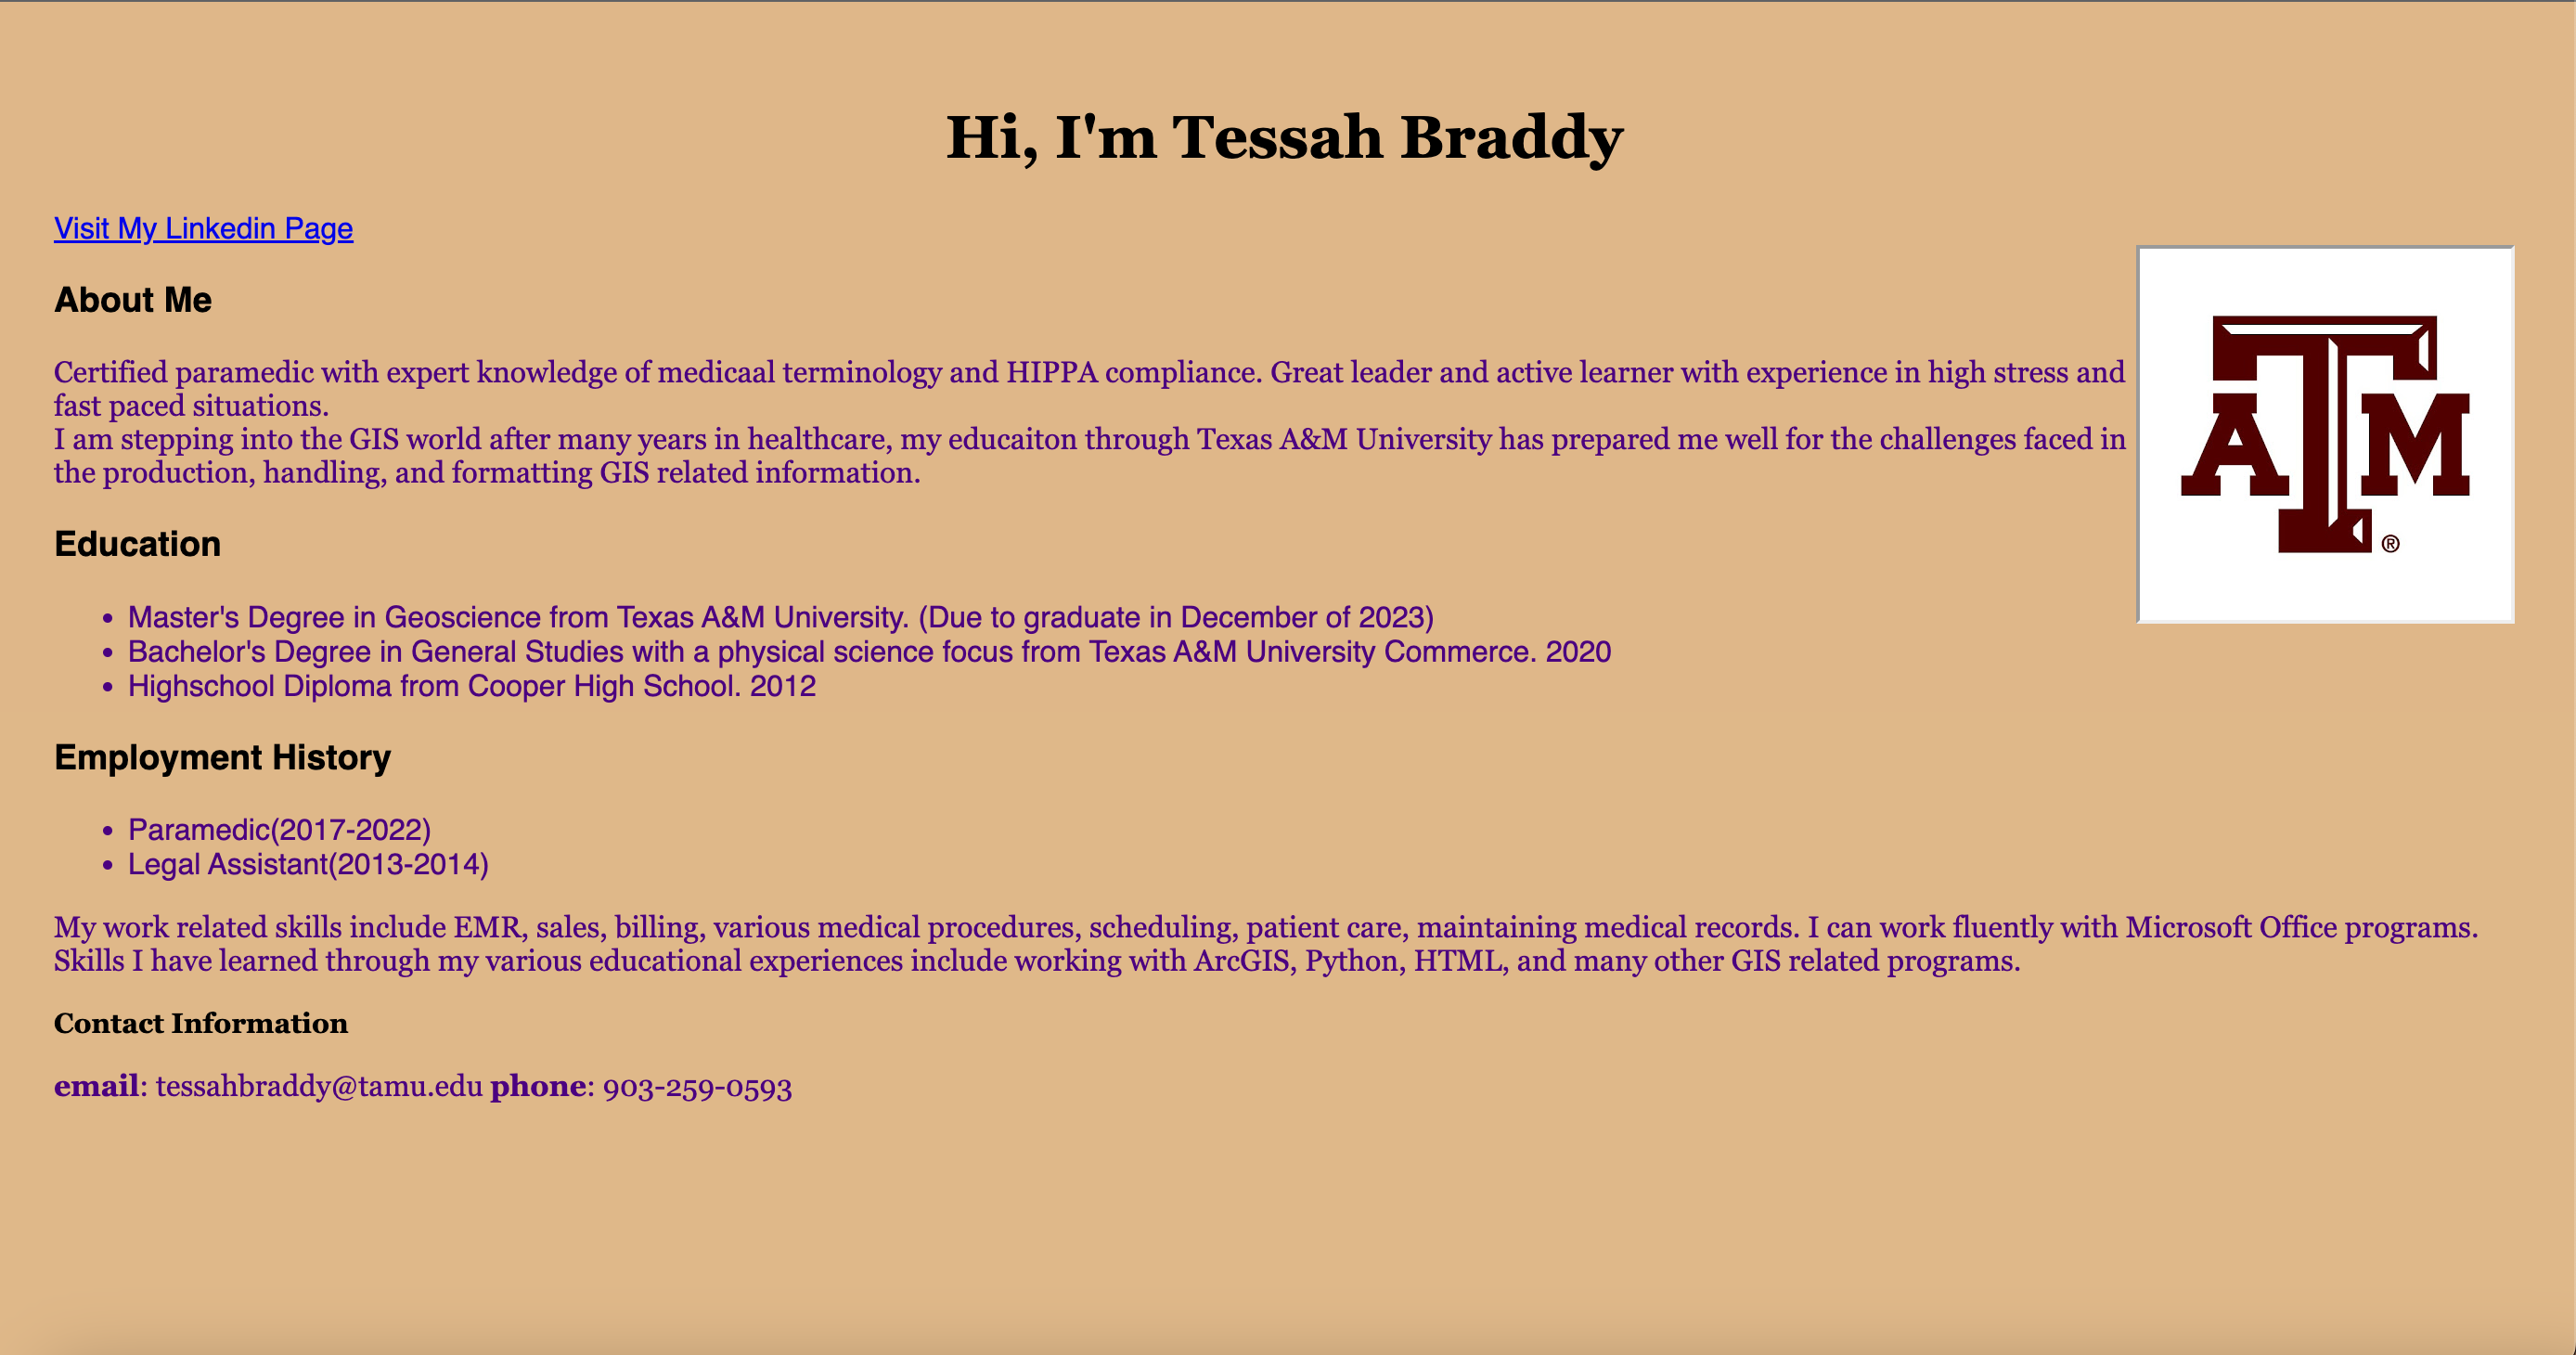 Hi, I'm Tessah Braddy
Visit My Linkedin Page
About Me
Certified paramedic with expert knowledge of medicaal terminology and HIPPA compliance. Great leader and active learner with experience in high stress and
fast paced situations.
I am stepping into the GIS world after many years in healthcare, my educaiton through Texas A&M University has prepared me well for the challenges faced in
the production, handling, and formatting GIS related information.
ATM ®
Education
• Master's Degree in Geoscience from Texas A&M University. (Due to graduate in December of 2023)
• Bachelor's Degree in General Studies with a physical science focus from Texas A&M University Commerce. 2020
• Highschool Diploma from Cooper High School. 2012
Employment History
• Paramedic(2017-2022)
• Legal Assistant(2013-2014)
My work related skills include EMR, sales, billing, various medical procedures, scheduling, patient care, maintaining medical records. I can work fluently with Microsoft Office programs.
Skills I have learned through my various educational experiences include working with ArcGIS, Python, HTML, and many other GIS related programs.
Contact Information
email: tessahbraddy@tamu.edu phone: 903-259-0593